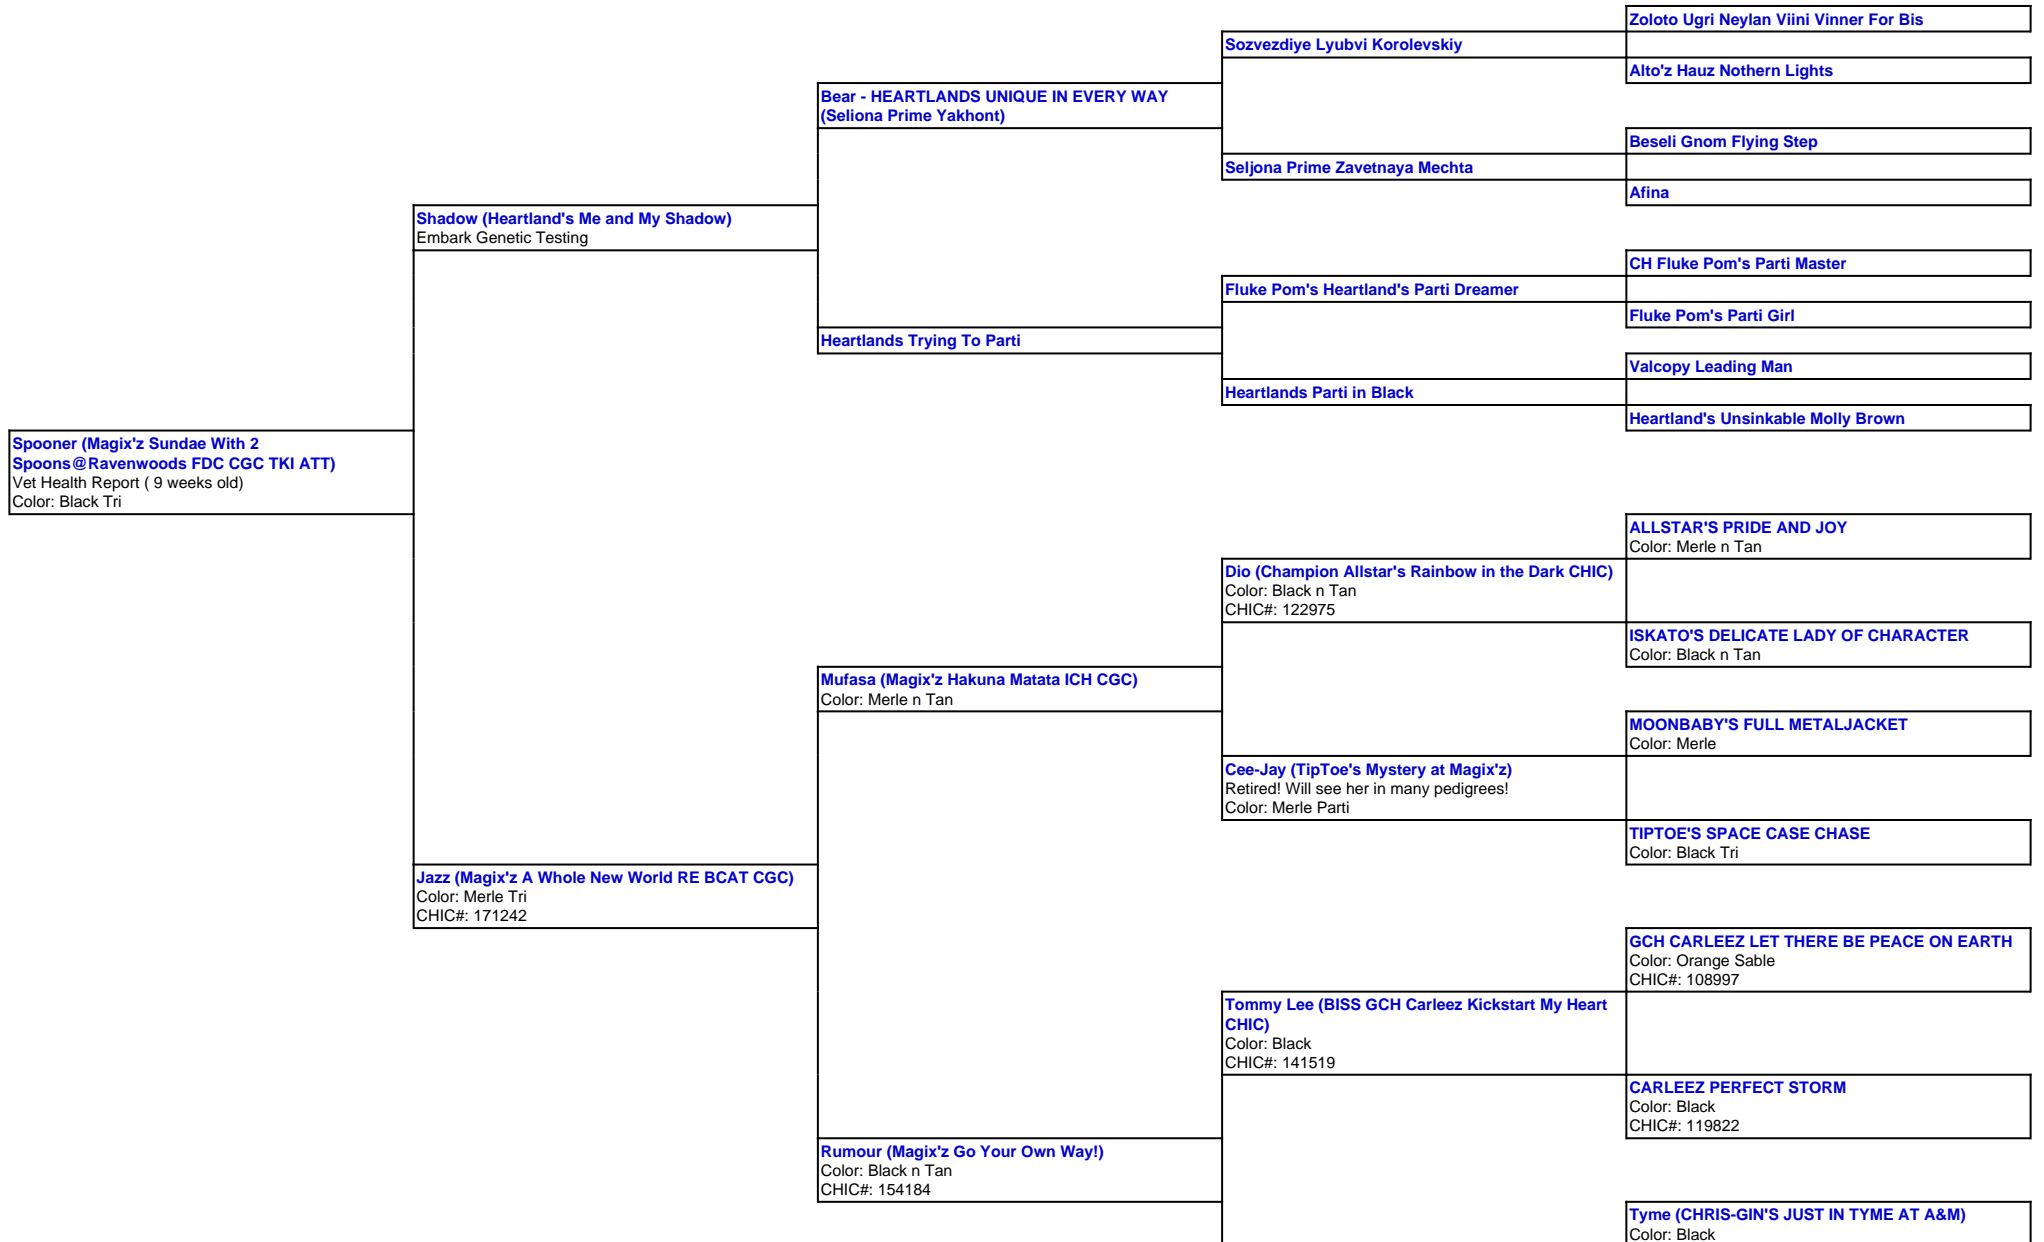 Zoloto Ugri Neylan Viini Vinner For Bis
Sozvezdiye Lyubvi Korolevskiy
Alto'z Hauz Nothern Lights
Bear - HEARTLANDS UNIQUE IN EVERY WAY
(Seliona Prime Yakhont)
Beseli Gnom Flying Step
Seljona Prime Zavetnaya Mechta
Afina
Shadow (Heartland's Me and My Shadow)
Embark Genetic Testing
CH Fluke Pom's Parti Master
Fluke Pom's Heartland's Parti Dreamer
Fluke Pom's Parti Girl
Heartlands Trying To Parti
Valcopy Leading Man
Heartlands Parti in Black
Heartland's Unsinkable Molly Brown
Spooner (Magix'z Sundae With 2
Spoons@Ravenwoods FDC CGC TKI ATT)
Vet Health Report ( 9 weeks old)
Color: Black Tri
ALLSTAR'S PRIDE AND JOY
Color: Merle n Tan
Dio (Champion Allstar's Rainbow in the Dark CHIC)
Color: Black n Tan
CHIC#: 122975
ISKATO'S DELICATE LADY OF CHARACTER
Color: Black n Tan
Mufasa (Magix'z Hakuna Matata ICH CGC)
Color: Merle n Tan
MOONBABY'S FULL METALJACKET
Color: Merle
Cee-Jay (TipToe's Mystery at Magix'z)
Retired! Will see her in many pedigrees!
Color: Merle Parti
TIPTOE'S SPACE CASE CHASE
Color: Black Tri
Jazz (Magix'z A Whole New World RE BCAT CGC)
Color: Merle Tri
CHIC#: 171242
GCH CARLEEZ LET THERE BE PEACE ON EARTH
Color: Orange Sable
CHIC#: 108997
Tommy Lee (BISS GCH Carleez Kickstart My Heart
CHIC)
Color: Black
CHIC#: 141519
CARLEEZ PERFECT STORM
Color: Black
CHIC#: 119822
Rumour (Magix'z Go Your Own Way!)
Color: Black n Tan
CHIC#: 154184
Tyme (CHRIS-GIN'S JUST IN TYME AT A&M)
Color: Black